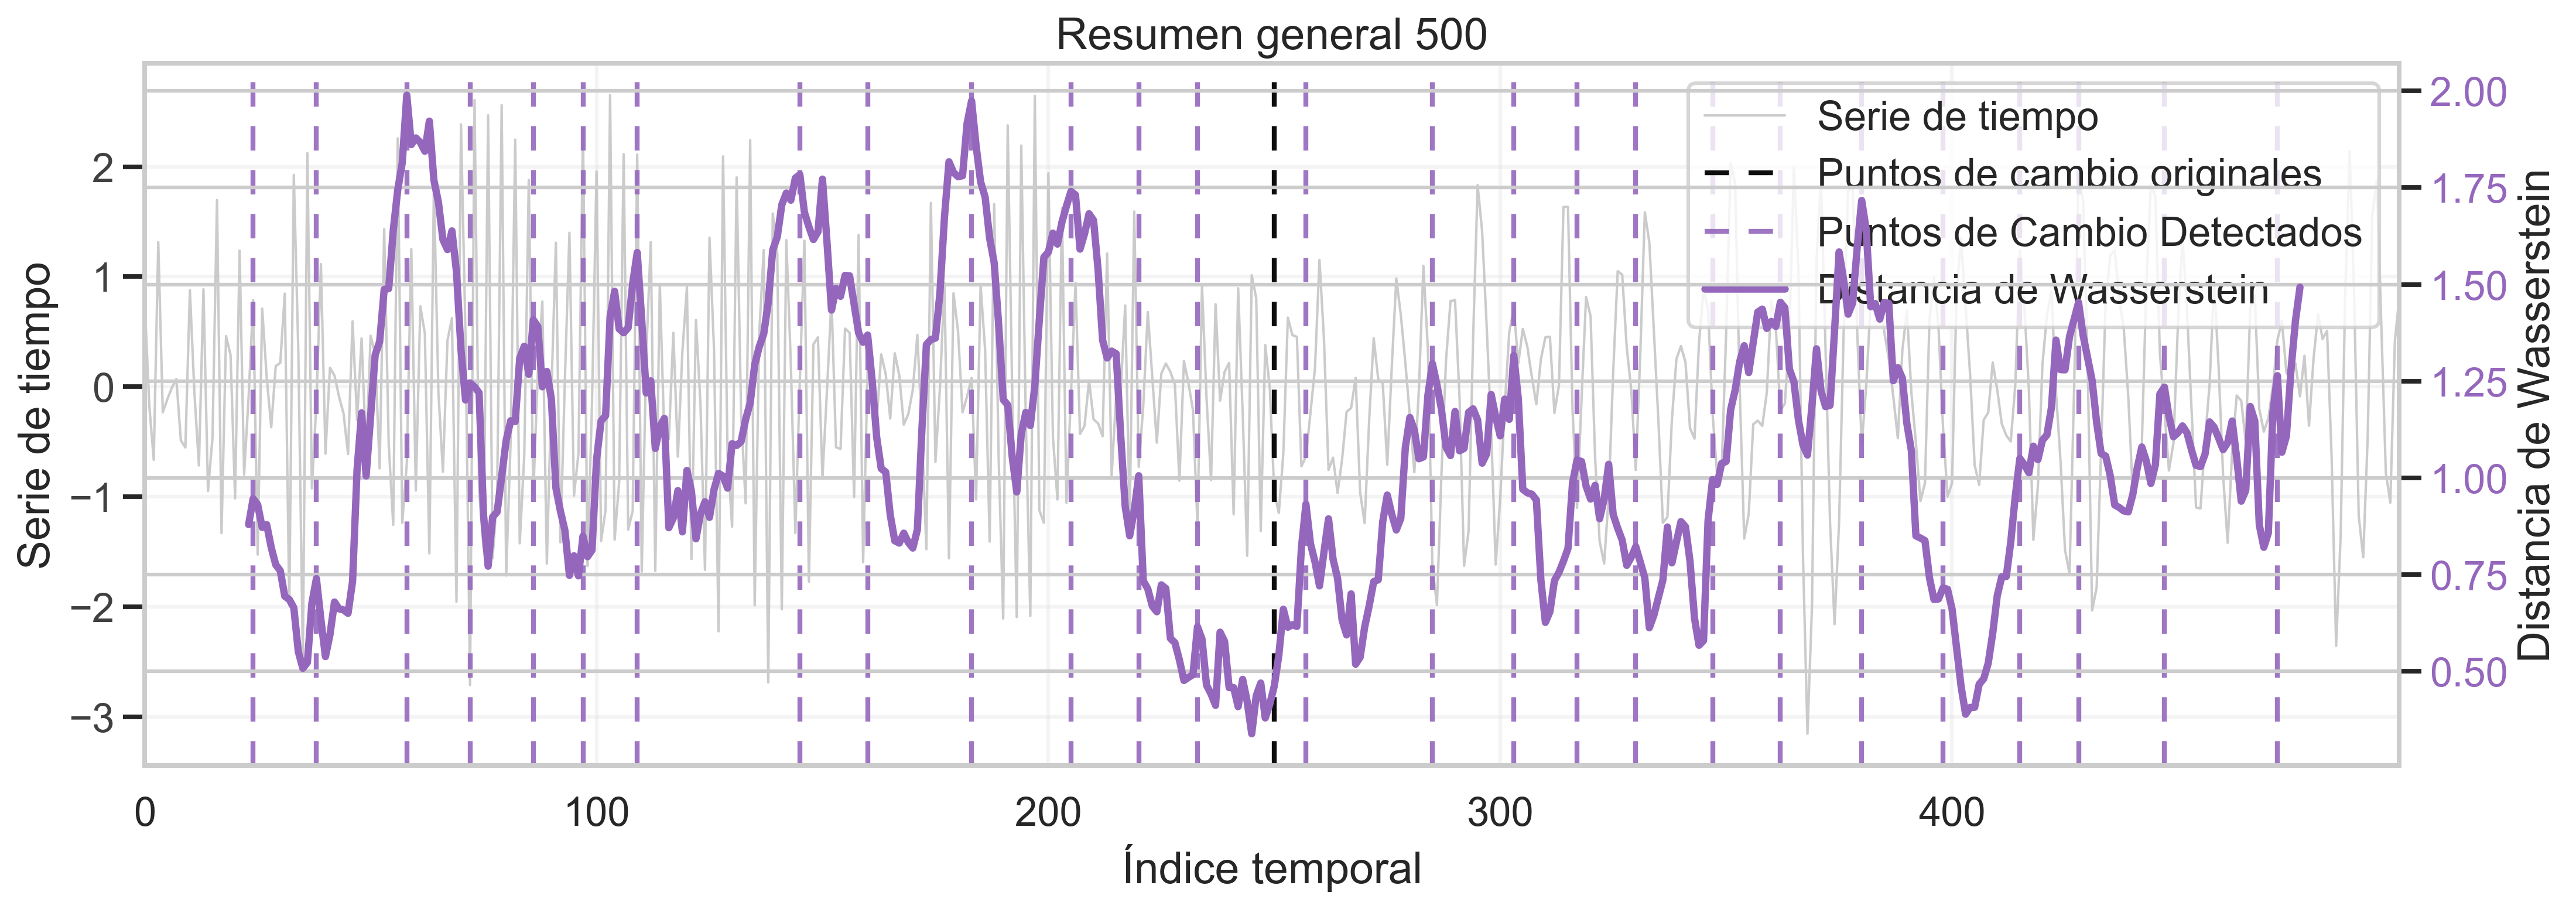 Resumen general 500
Serie de tiempo
2
1
0
−1
−2
−3
0
100
200
300
400
Índice temporal
2.00
1.75
1.50
1.25
1.00
0.75
0.50
Distancia de Wasserstein
Serie de tiempo
Puntos de cambio originales
Puntos de Cambio Detectados
Distancia de Wasserstein